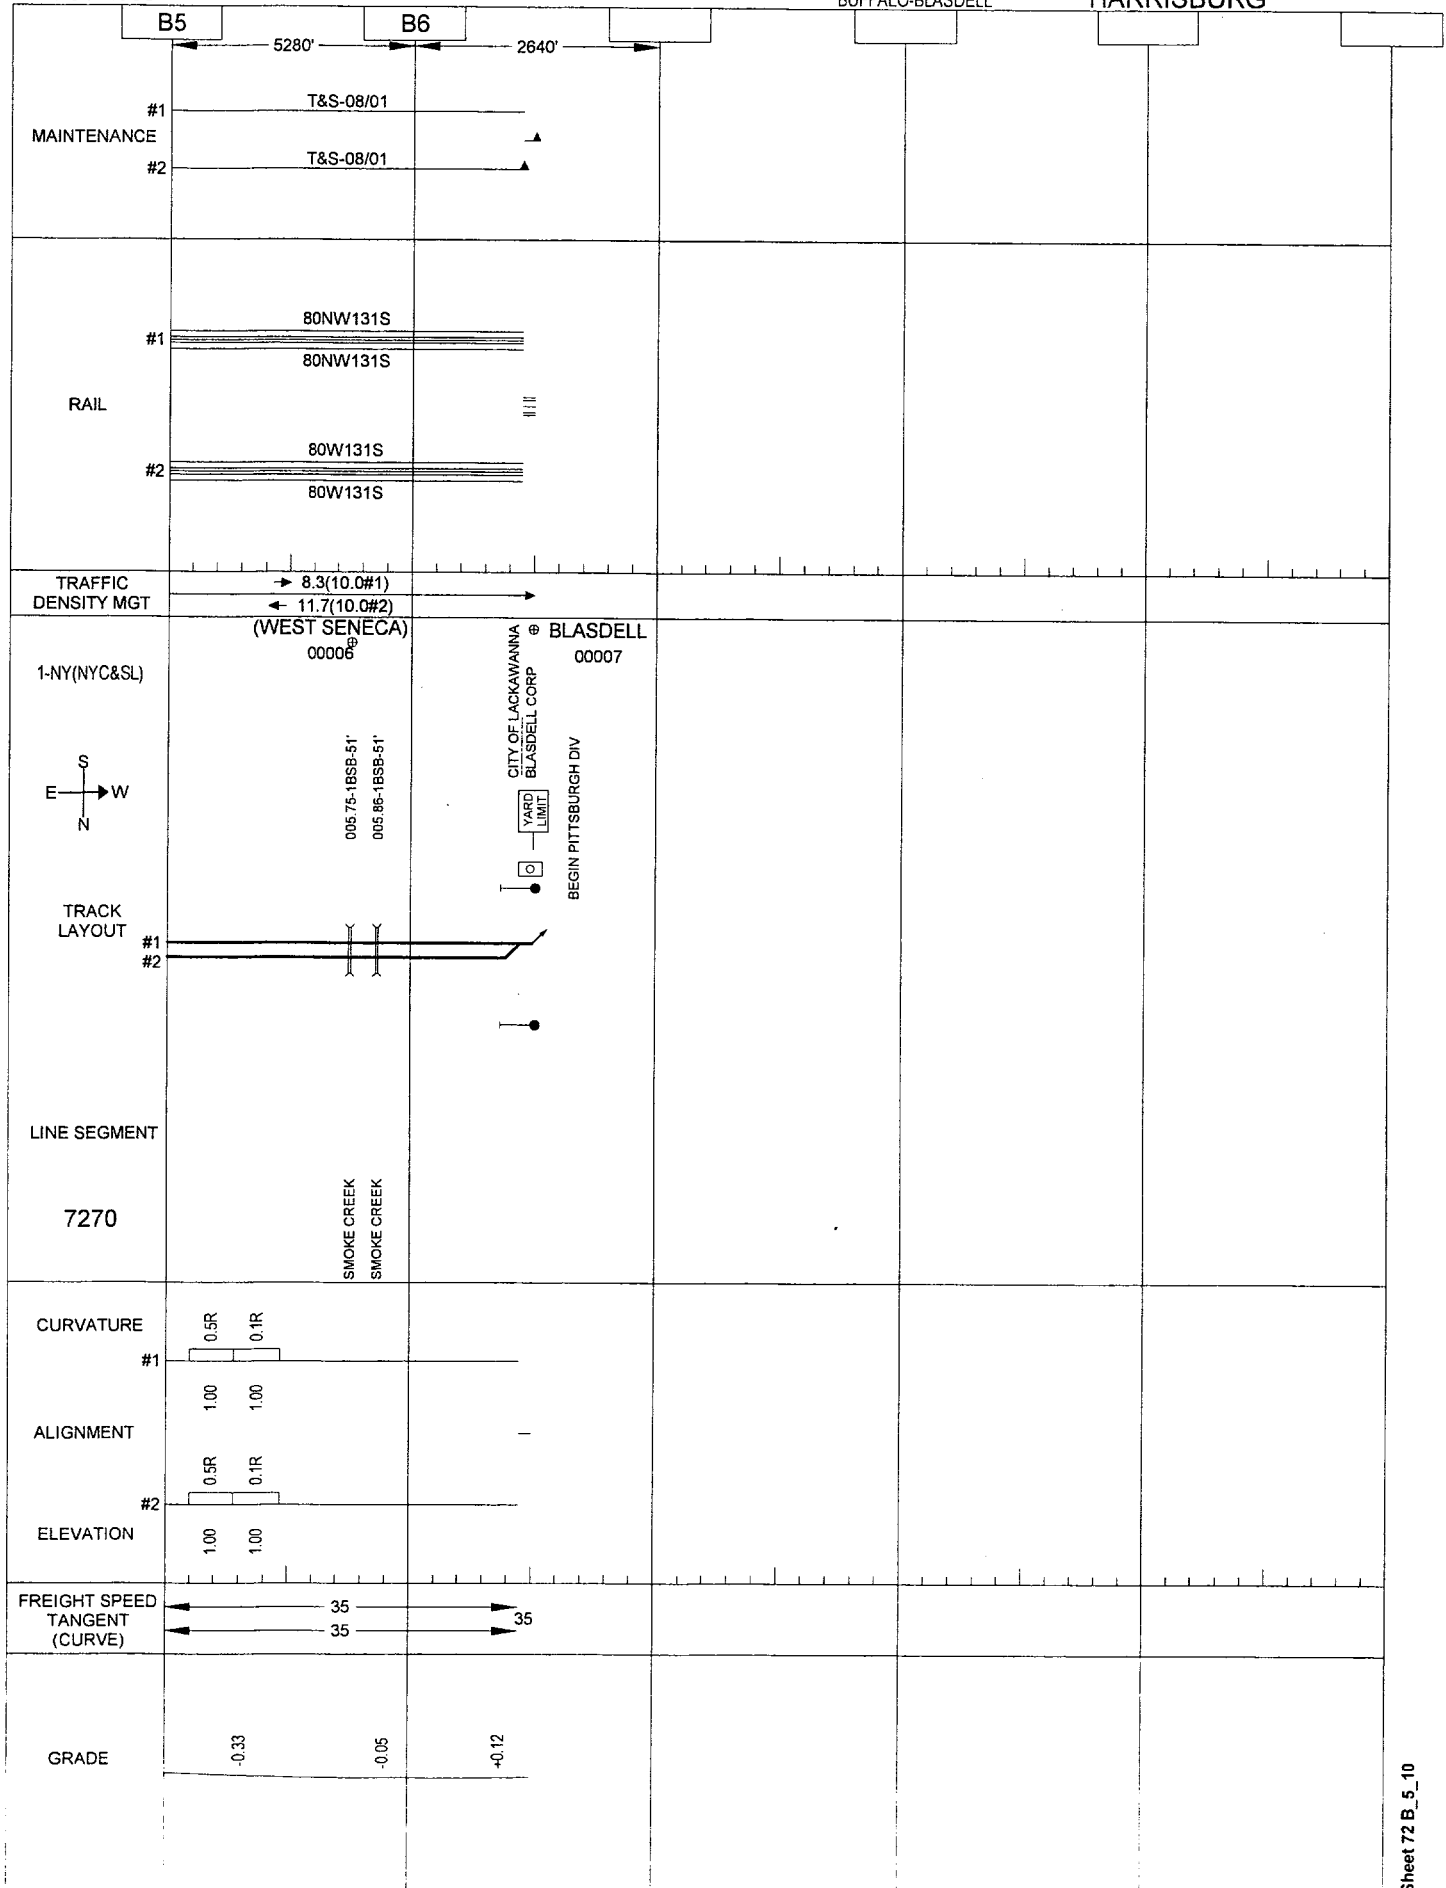 BUFFALO-BLASDELL HARRISBURG
B5 B6
5280' 2640'
#1 T&S-08/01
MAINTENANCE
#2 T&S-08/01
80NW131S
#1
80NW131S
RAIL
80W131S
#2
80W131S
TRAFFIC
DENSITY MGT
8.3(10.0#1)
11.7(10.0#2)
(WEST SENECA)
00006
BLASDELL
00007
CITY OF LACKAWANNA
BLASDELL CORP
1-NY(NYC&SL)
S
E W
N
005.75-1BSB-51'
005.86-1BSB-51'
YARD
LIMIT
BEGIN PITTSBURGH DIV
TRACK
LAYOUT
#1
#2
LINE SEGMENT
7270
SMOKE CREEK
SMOKE CREEK
CURVATURE
0.5R 0.1R
#1
1.00 1.00
ALIGNMENT
0.5R 0.1R
#2
ELEVATION
1.00 1.00
FREIGHT SPEED
TANGENT
(CURVE)
35
35
35
GRADE
-0.33 -0.05 +0.12
Sheet 72 B_5_10